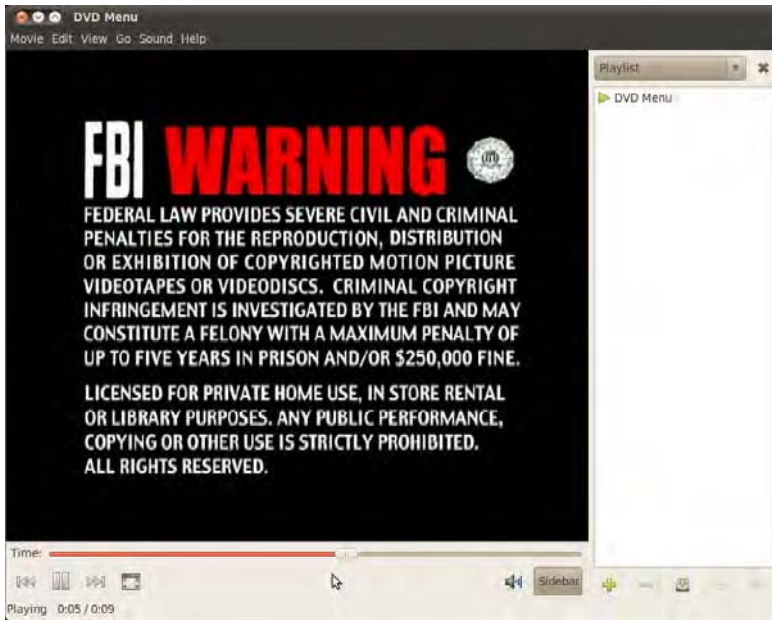 DVD Menu
Movie Edit View Go Sound Help
Playlist
DVD Menu
FBI WARNING
FEDERAL LAW PROVIDES SEVERE CIVIL AND CRIMINAL
PENALTIES FOR THE REPRODUCTION, DISTRIBUTION
OR EXHIBITION OF COPYRIGHTED MOTION PICTURE
VIDEOTAPES OR VIDEODISCS. CRIMINAL COPYRIGHT
INFRINGEMENT IS INVESTIGATED BY THE FBI AND MAY
CONSTITUTE A FELONY WITH A MAXIMUM PENALTY OF
UP TO FIVE YEARS IN PRISON AND/OR $250,000 FINE.
LICENSED FOR PRIVATE HOME USE, IN STORE RENTAL
OR LIBRARY PURPOSES. ANY PUBLIC PERFORMANCE,
COPYING OR OTHER USE IS STRICTLY PROHIBITED.
ALL RIGHTS RESERVED.
Time:
Sidebar
Playing 0:05 / 0:09